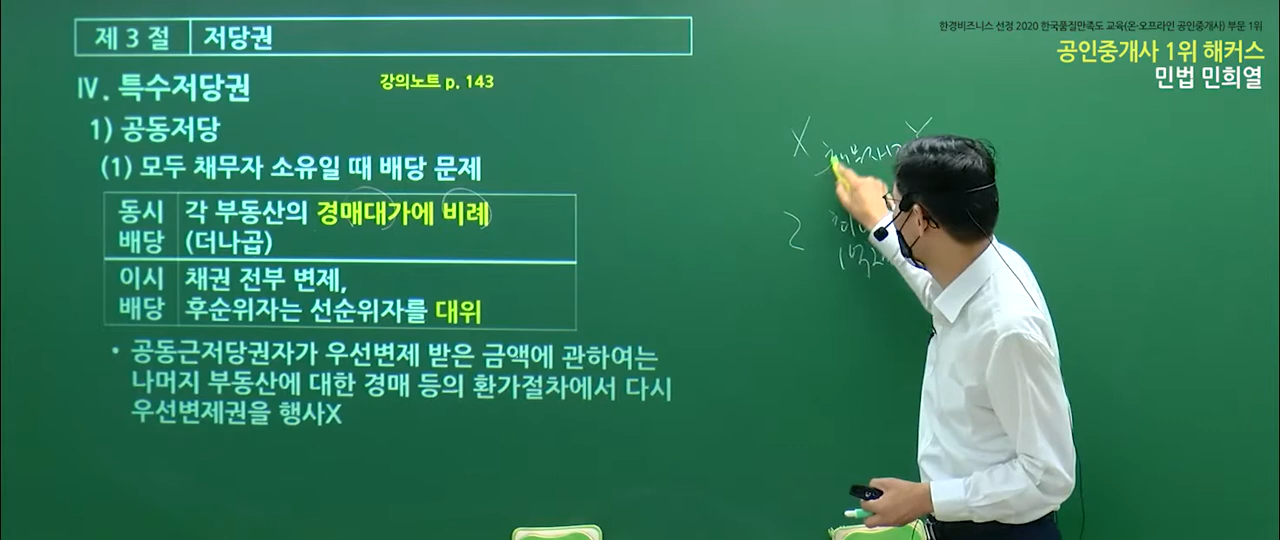 한경비즈니스 선정 2020 한국품질만족도 교육(온·오프라인 공인중개사) 부문 1위
공인중개사 1위 해커스
민법 민희열
제 3 절 저당권
Ⅳ. 특수저당권
강의노트 p. 143
1) 공동저당
(1) 모두 채무자 소유일 때 배당 문제
동시 각 부동산의 경매대가에 비례
배당 (더나곱)
이시 채권 전부 변제,
배당 후순위자는 선순위자를 대위
• 공동근저당권자가 우선변제 받은 금액에 관하여는
나머지 부동산에 대한 경매 등의 환가절차에서 다시
우선변제권을 행사X
X Y
2